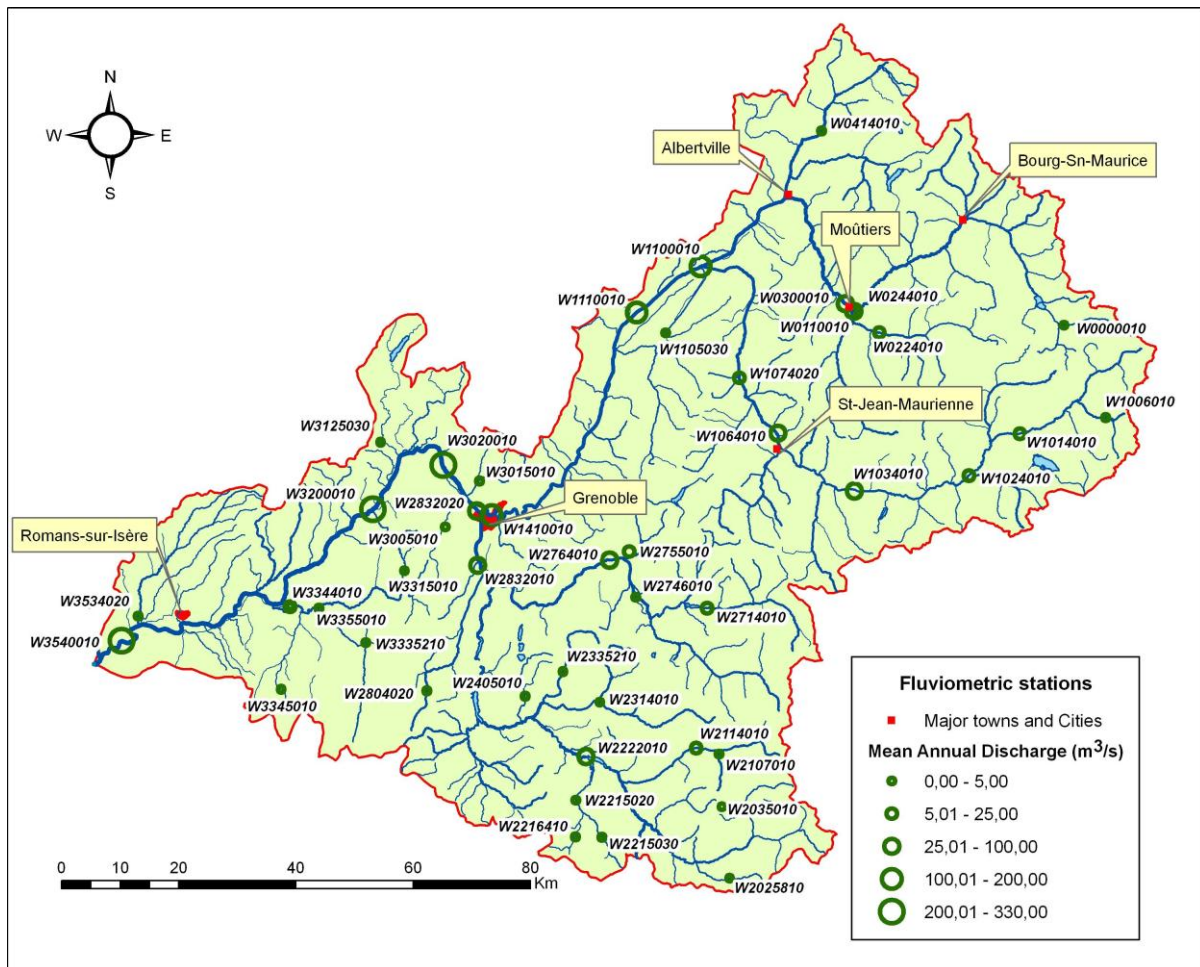 N
W
E
S
W0414010
Albertville
Bourg-Sn-Maurice
Moûtiers
W1100010
W1110010
W0300010
W0244010
W0110010
W0224010
W0000010
W1105030
W1074020
St-Jean-Maurienne
W1006010
W1064010
W1014010
W3125030
W3020010
W3015010
W1034010
W1024010
W3200010
W2832020
Grenoble
Romans-sur-Isère
W3005010
W1410010
W2764010
W2755010
W3315010
W2832010
W2746010
W3534020
W3344010
W3355010
W2714010
W3540010
W3335210
W2335210
W3345010
W2804020
W2405010
W2314010
W2222010
W2114010
W2107010
W2215020
W2035010
W2216410
W2215030
W2025810
0 10 20 40 60 80
Km
Fluviometric stations
Major towns and Cities
Mean Annual Discharge (m3/s)
0,00 - 5,00
5,01 - 25,00
25,01 - 100,00
100,01 - 200,00
200,01 - 330,00